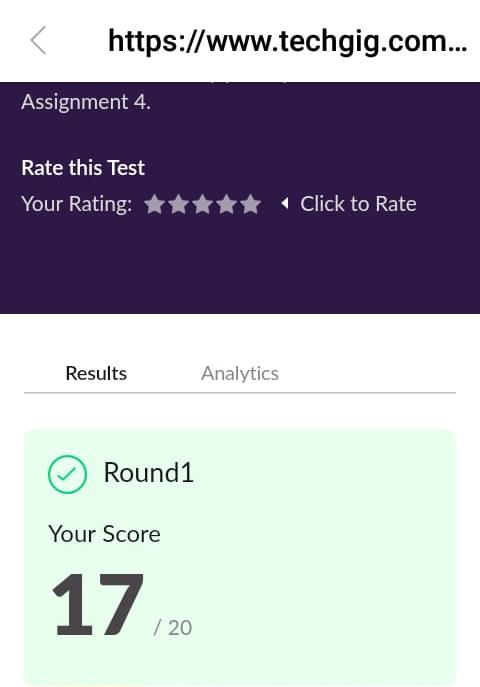 https://www.techgig.com...
Assignment 4.
Rate this Test
Your Rating: Click to Rate
Results Analytics
Round1
Your Score
17 / 20